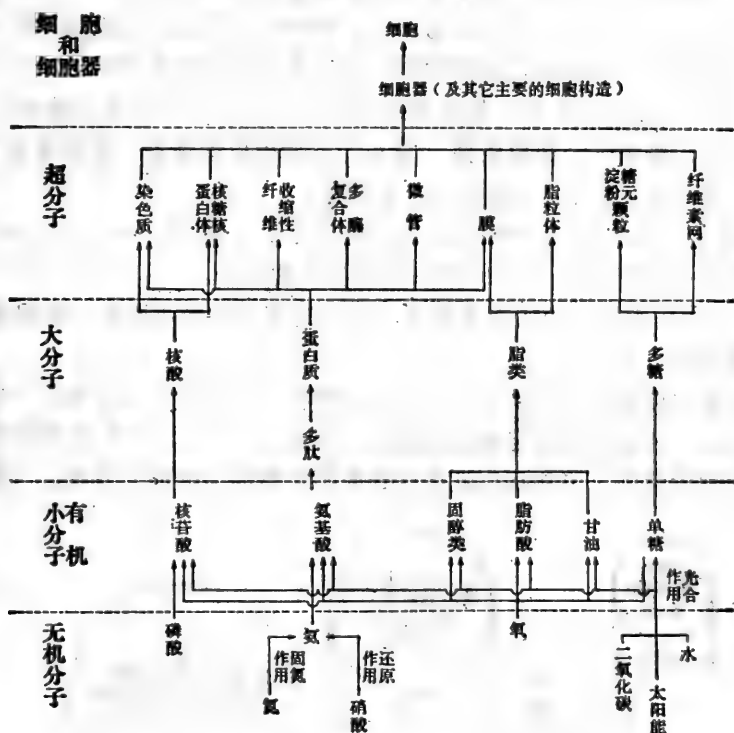 细胞
和
细胞器
细胞
细胞器（及其它主要的细胞构造）
超分子
染色质
核糖核
蛋白体
收缩性
纤维
多酶
复合体
微管
膜
脂粒体
糖元
淀粉颗粒
纤维素网
大分子
核酸
蛋白质
脂类
多糖
多肽
有机
小分子
核苷酸
氨基酸
固醇类
脂肪酸
甘油
单糖
光合
作用
无机分子
磷酸
氨
氧
固氮
作用
还原
作用
氮
硝酸
二氧化碳
水
太阳能